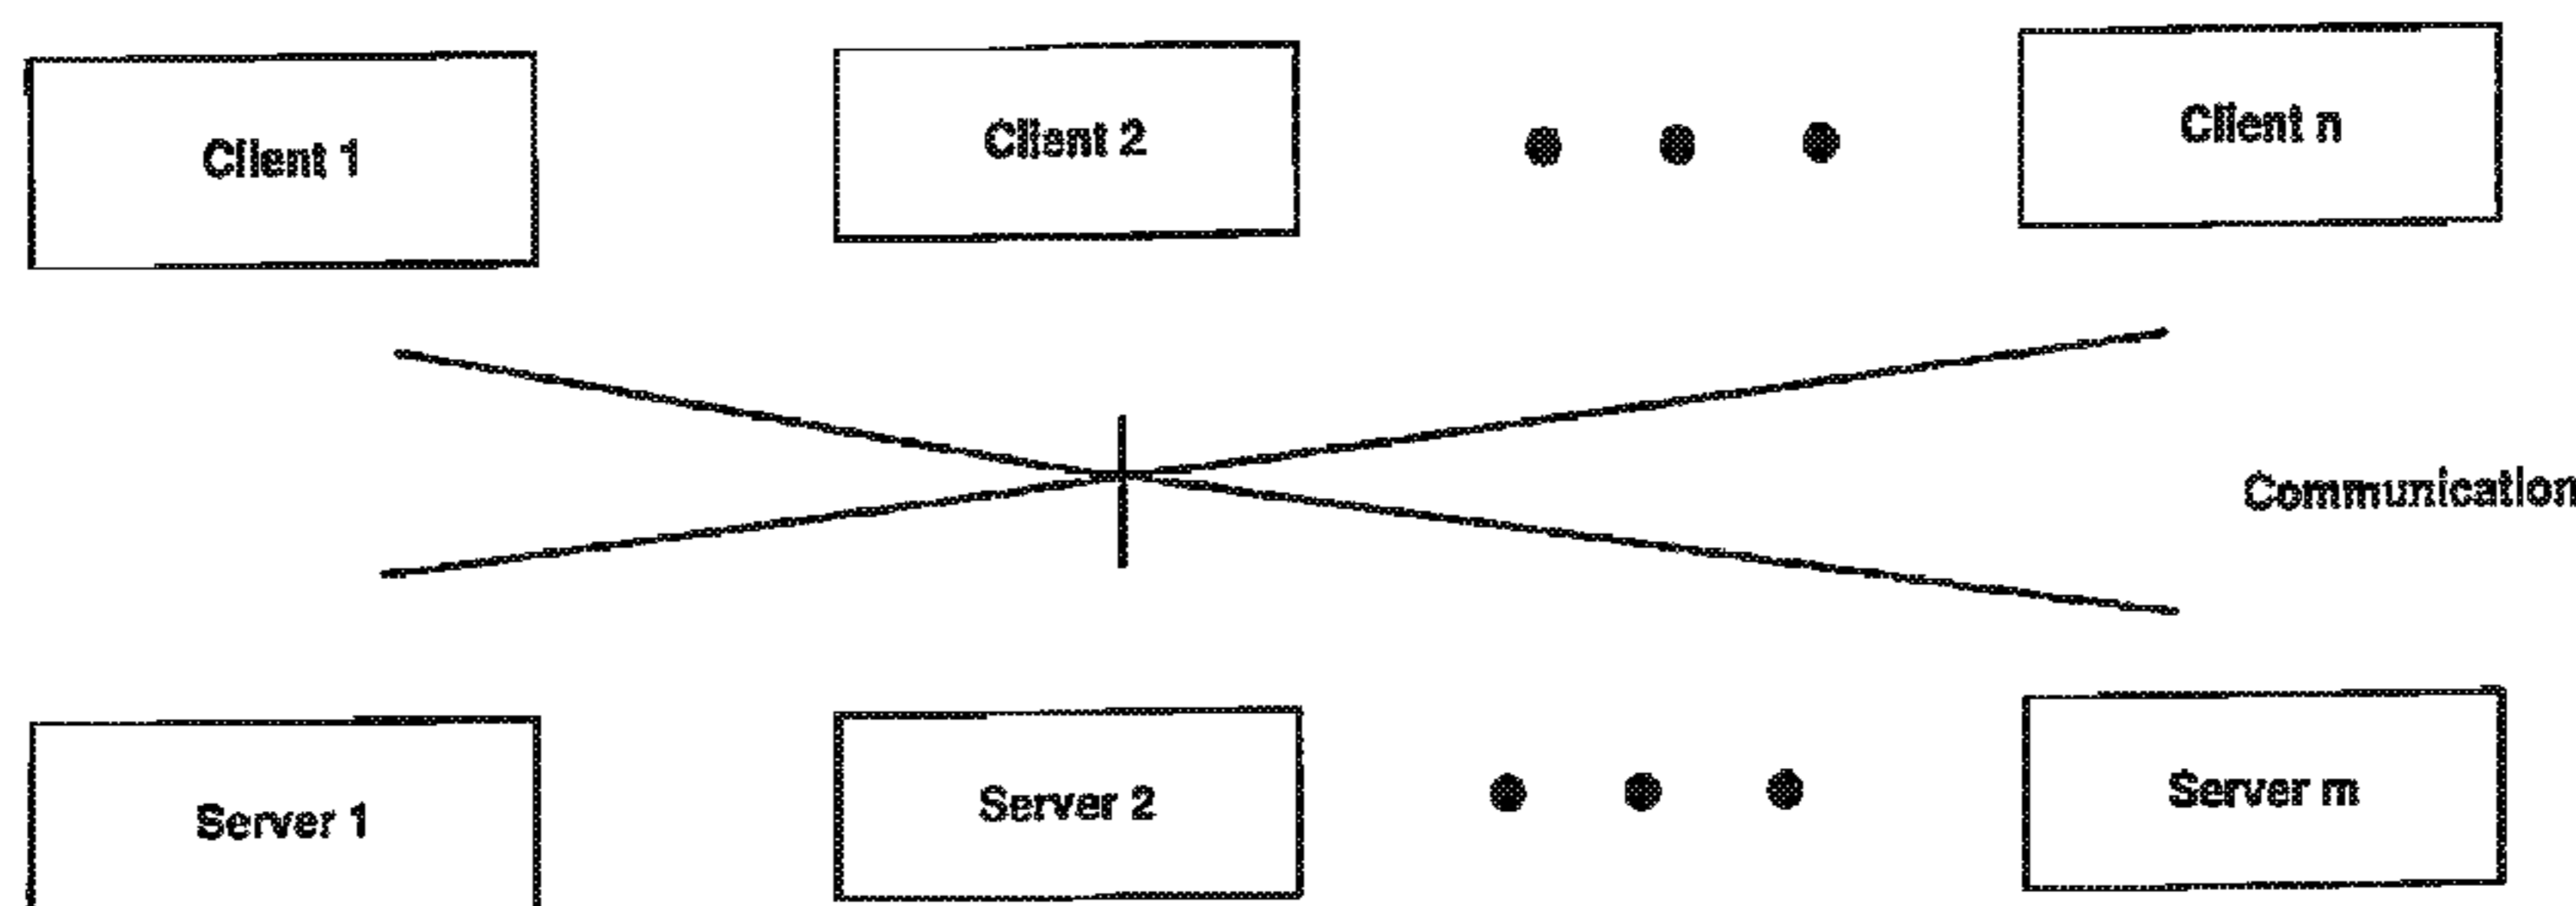 Client 1
Client 2
Client n
Communication
Server 1
Server 2
Server m